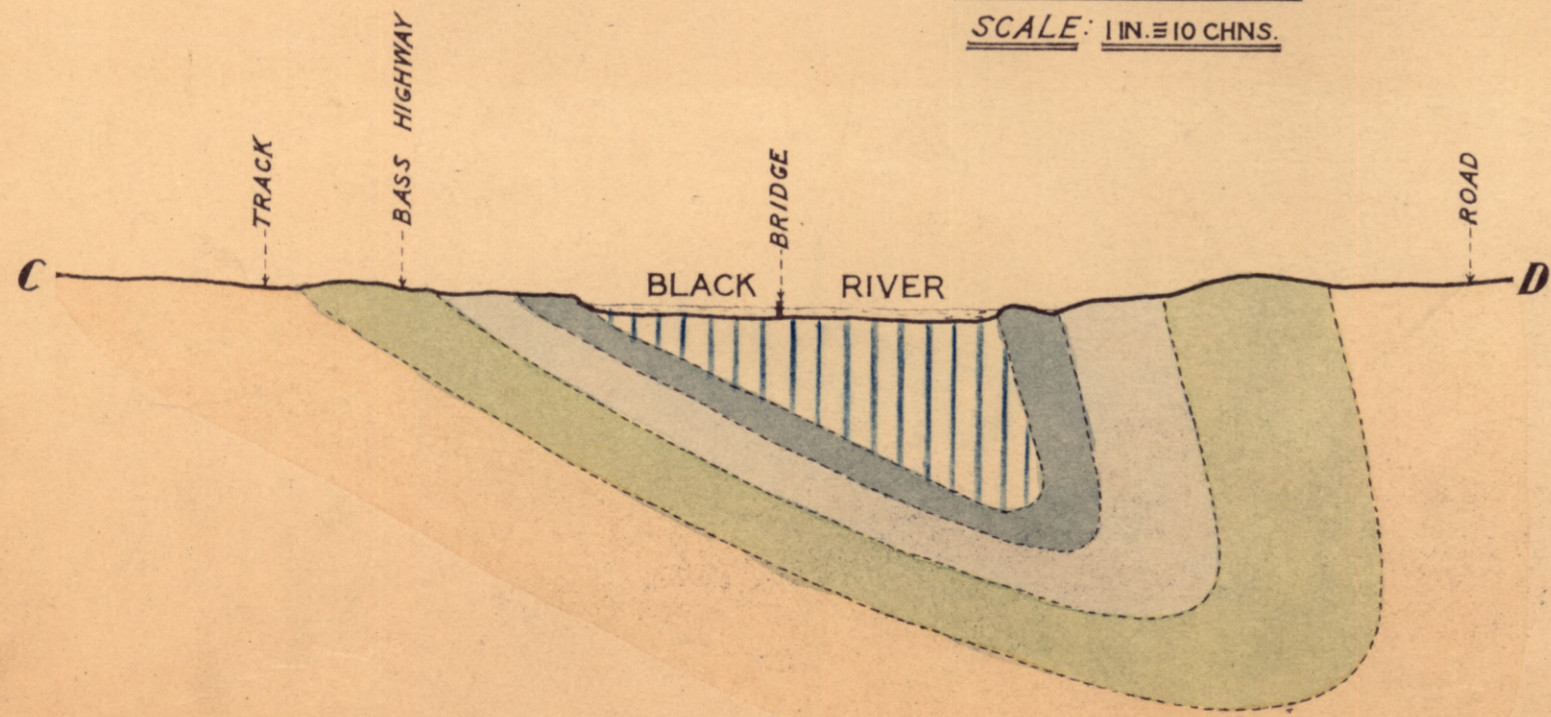 SCALE: 1 IN. ≡ 10 CHNS.
TRACK
BASS HIGHWAY
BRIDGE
ROAD
C
BLACK RIVER
D